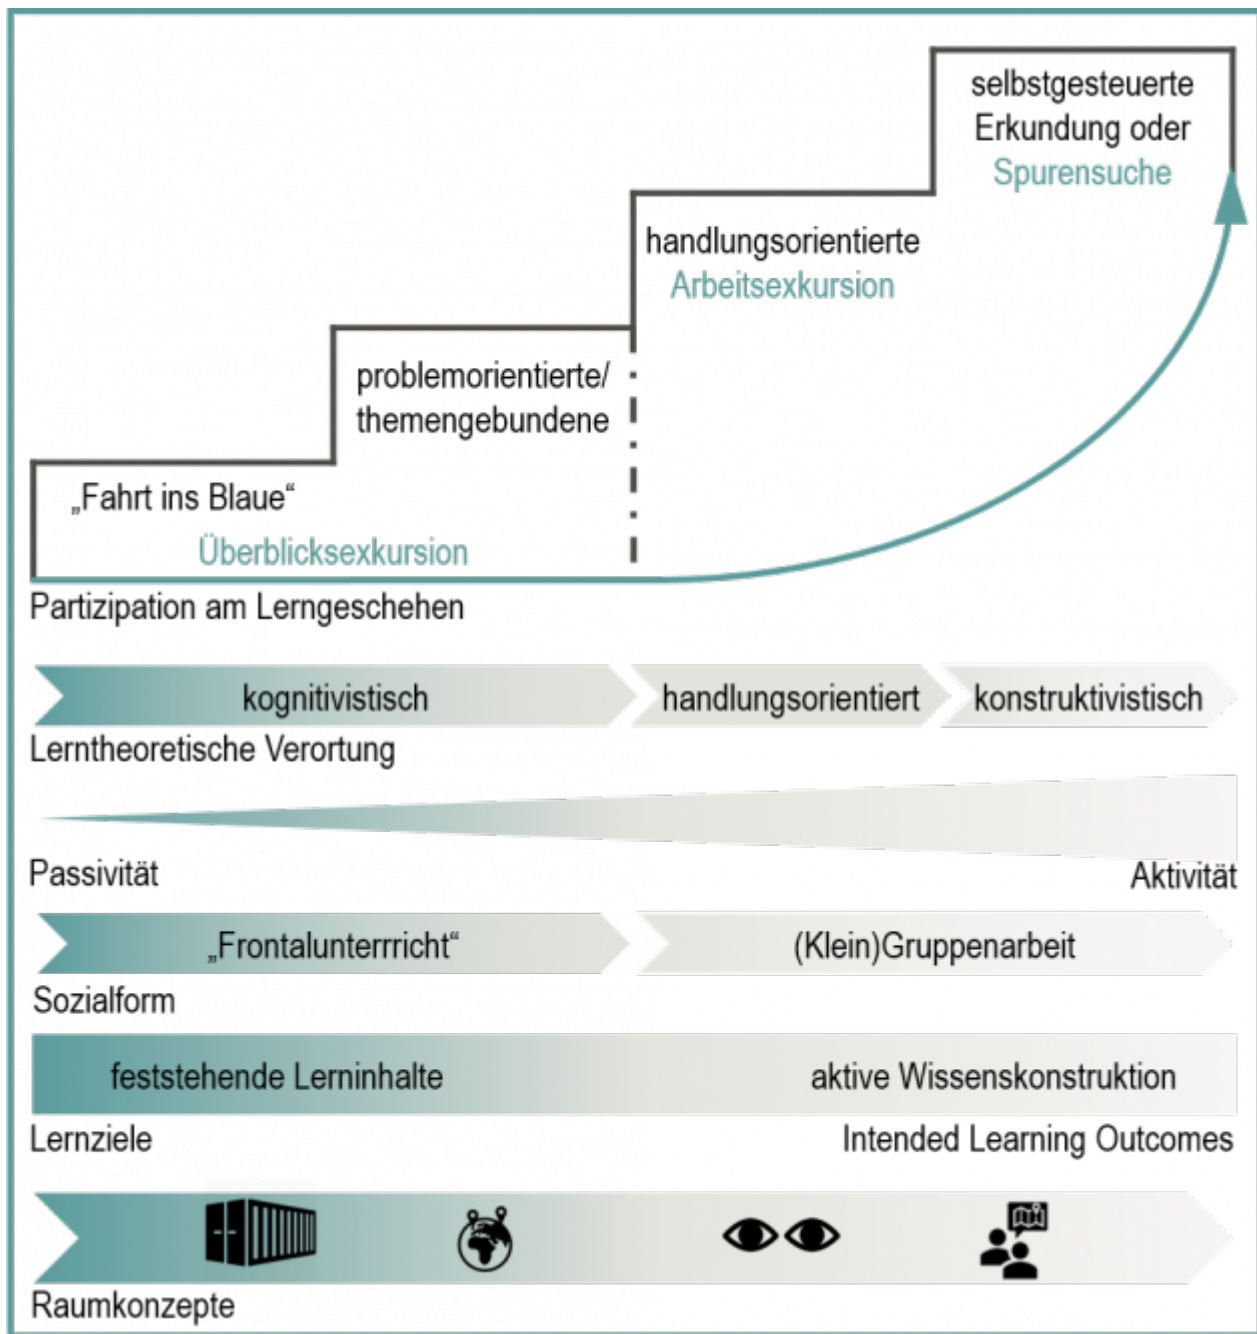 selbstgesteuerte
Erkundung oder
Spurensuche
handlungsorientierte
Arbeitsexkursion
problemorientierte/
themengebundene
„Fahrt ins Blaue“
Überblicksexkursion
Partizipation am Lerngeschehen
kognitivistisch
handlungsorientiert
konstruktivistisch
Lerntheoretische Verortung
Passivität
Aktivität
„Frontalunterrricht“
(Klein)Gruppenarbeit
Sozialform
feststehende Lerninhalte
aktive Wissenskonstruktion
Lernziele
Intended Learning Outcomes
Raumkonzepte